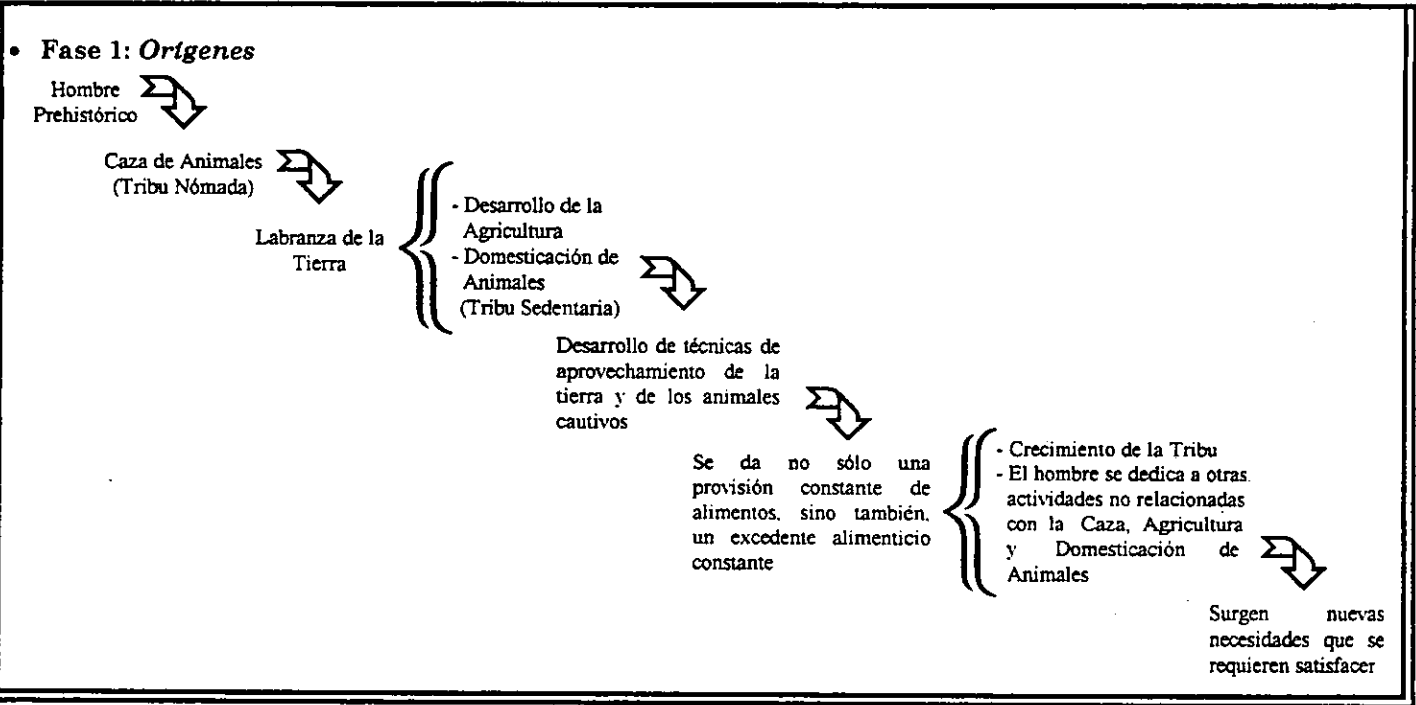 • Fase 1: Orígenes
Hombre
Prehistórico
Caza de Animales
(Tribu Nómada)
Labranza de la
Tierra
- Desarrollo de la
Agricultura
- Domesticación de
Animales
(Tribu Sedentaria)
Desarrollo de técnicas de
aprovechamiento de la
tierra y de los animales
cautivos
Se da no sólo una
provisión constante de
alimentos, sino también,
un excedente alimenticio
constante
- Crecimiento de la Tribu
- El hombre se dedica a otras
actividades no relacionadas
con la Caza, Agricultura
y Domesticación de
Animales
Surgen nuevas
necesidades que se
requieren satisfacer